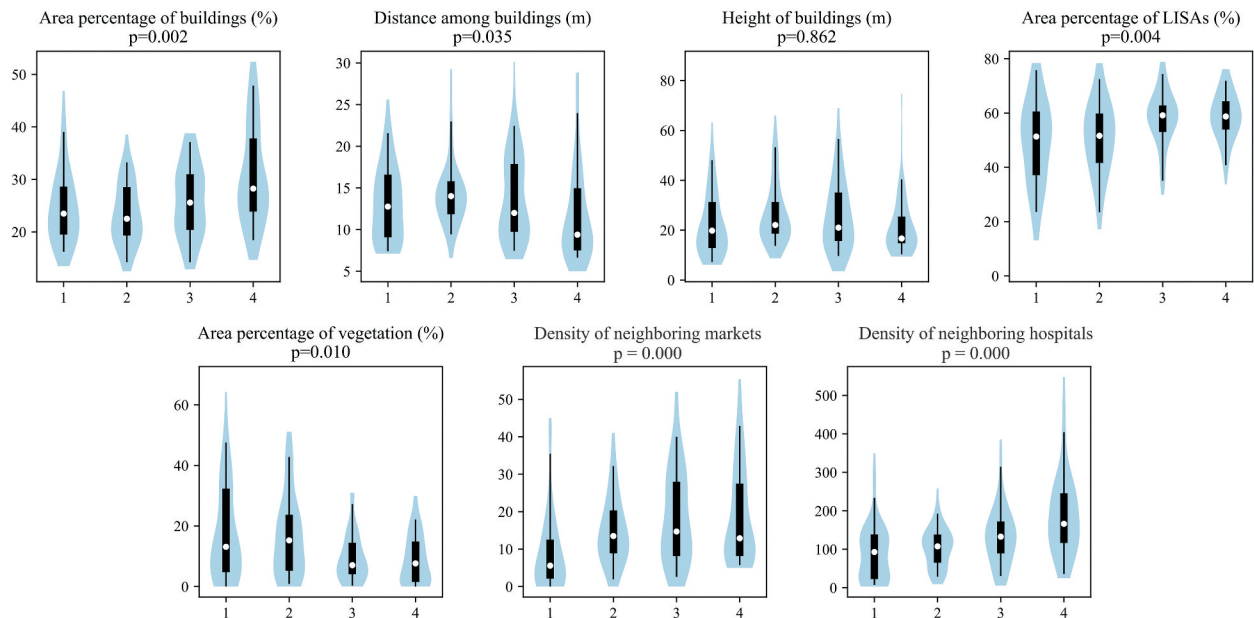 Area percentage of buildings (%)
p=0.002
50
40
30
20
1 2 3 4
Distance among buildings (m)
p=0.035
30
25
20
15
10
5
1 2 3 4
Height of buildings (m)
p=0.862
80
60
40
20
0
1 2 3 4
Area percentage of LISAs (%)
p=0.004
80
60
40
20
0
1 2 3 4
Area percentage of vegetation (%)
p=0.010
60
40
20
0
1 2 3 4
Density of neighboring markets
p = 0.000
50
40
30
20
10
0
1 2 3 4
Density of neighboring hospitals
p = 0.000
500
400
300
200
100
0
1 2 3 4